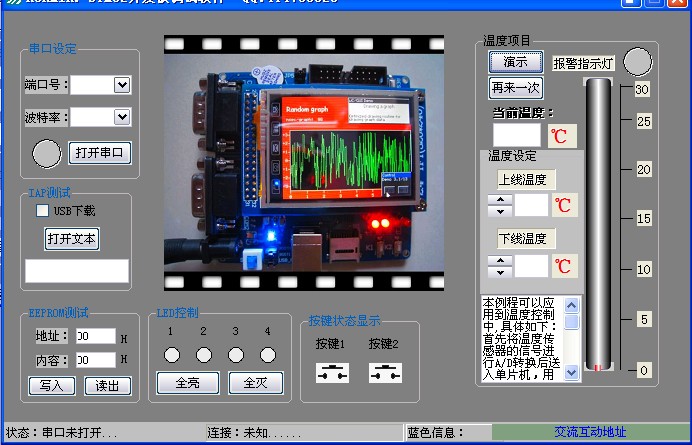 串口设定
端口号：
波特率：
打开串口
IAP测试
USB下载
打开文本
EEPROM测试
地址： 00 H
内容： 00 H
写入 读出
Random graph
LED控制
1 2 3 4
全亮 全灭
按键状态显示
按键1 按键2
温度项目
演示 报警指示灯
再来一次
当前温度：
℃
温度设定
上线温度
℃
下线温度
℃
30
25
20
15
10
5
0
本例程可以应
用到温度控制
中,具体如下：
首先将温度传
感器的信号进
行A/D转换后送
入单片机，用
状态：串口未打开... 连接：未知...... 蓝色信息： 交流互动地址